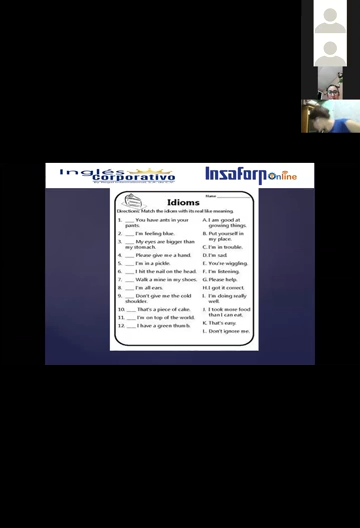 Inglés
Corporativo
Insaforp Online
Name
Idioms
Directions: Match the idiom with its real like meaning.
1. ___ You have ants in your
pants.
2. ___ I'm feeling blue.
3. ___ My eyes are bigger than
my stomach.
4. ___ Please give me a hand.
5. ___ I'm in a pickle.
6. ___ I hit the nail on the head.
7. ___ Walk a mine in my shoes.
8. ___ I'm all ears.
9. ___ Don't give me the cold
shoulder.
10. ___ That's a piece of cake.
11. ___ I'm on top of the world.
12. ___ I have a green thumb.
A. I am good at
growing things.
B. Put yourself in
my place.
C. I'm in trouble.
D. I'm sad.
E. You're wiggling.
F. I'm listening.
G. Please help.
H. I got it correct.
I. I'm doing really
well.
J. I took more food
than I can eat.
K. That's easy.
L. Don't ignore me.